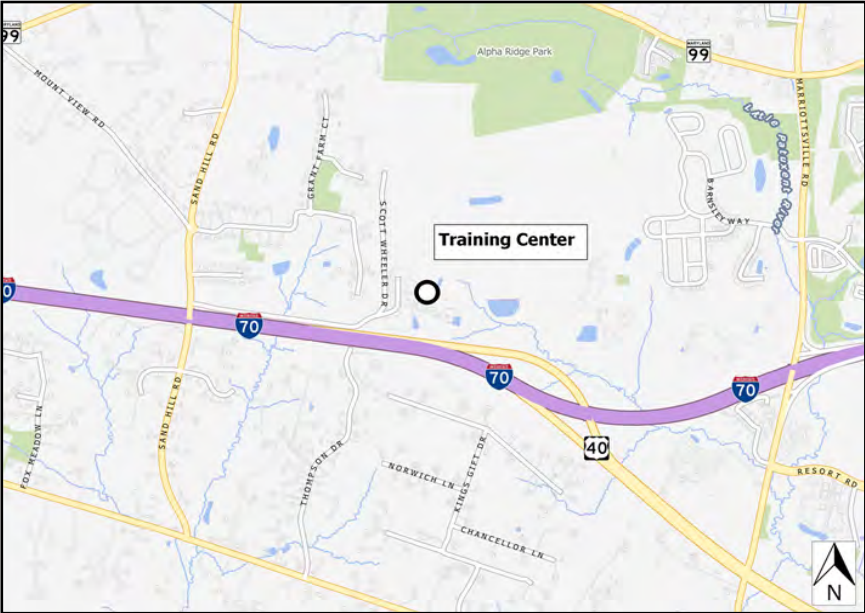 99
Alpha Ridge Park
MARYLAND
99
MOUNT VIEW RD
SAND HILL RD
GRANT FARM CT
SCOTT WHEELER DR
MARRIOTTSVILLE RD
Little Patuxent River
BARNSLEY WAY
Training Center
0
70
70
70
40
FOX MEADOW LN
SAND HILL RD
THOMPSON DR
NORWICH LN
KINGS GIFT DR
CHANCELLOR LN
RESORT RD
N